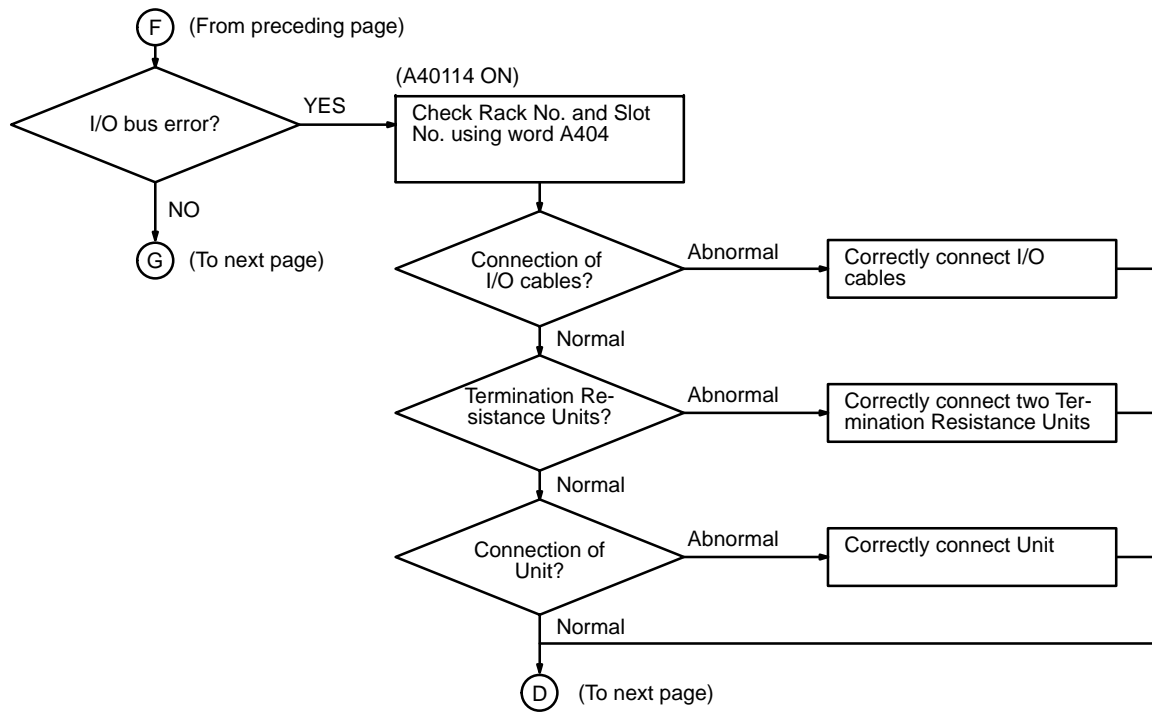 F (From preceding page)
(A40114 ON)
I/O bus error?
YES
Check Rack No. and Slot
No. using word A404
NO
G (To next page)
Connection of
I/O cables?
Abnormal
Correctly connect I/O
cables
Normal
Termination Re-
sistance Units?
Abnormal
Correctly connect two Ter-
mination Resistance Units
Normal
Connection of
Unit?
Abnormal
Correctly connect Unit
Normal
D (To next page)